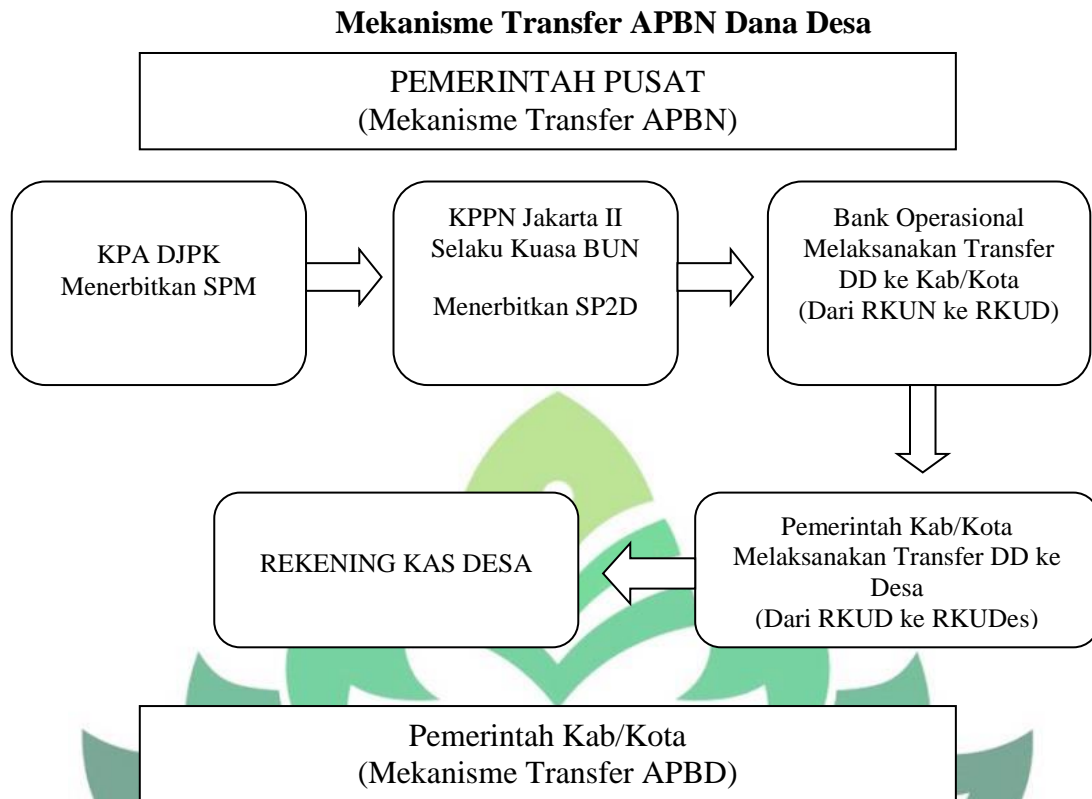 Mekanisme Transfer APBN Dana Desa
PEMERINTAH PUSAT
(Mekanisme Transfer APBN)
KPA DJPK
Menerbitkan SPM
KPPN Jakarta II
Selaku Kuasa BUN
Menerbitkan SP2D
Bank Operasional
Melaksanakan Transfer
DD ke Kab/Kota
(Dari RKUN ke RKUD)
Pemerintah Kab/Kota
Melaksanakan Transfer DD ke
Desa
(Dari RKUD ke RKUDes)
REKENING KAS DESA
Pemerintah Kab/Kota
(Mekanisme Transfer APBD)